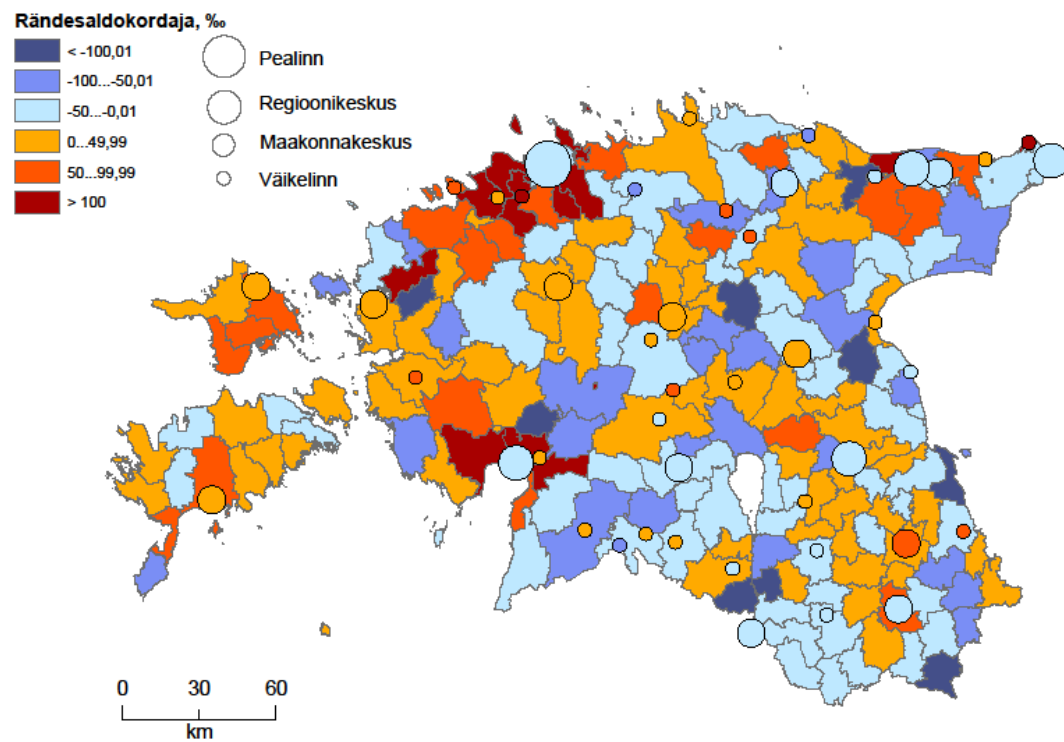 Rändesaldokordaja, ‰
< -100,01
-100...-50,01
-50...-0,01
0...49,99
50...99,99
> 100
Pealinn
Regioonikeskus
Maakonnakeskus
Väikelinn
0 30 60
km